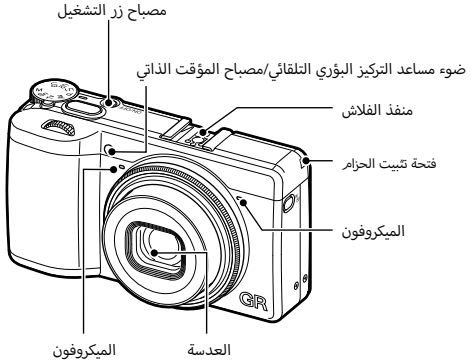 مصباح زر التشغيل
ضوء مساعد التركيز البؤري التلقائي/مصباح المؤقت الذاتي
منفذ الفلاش
فتحة تثبيت الحزام
الميكروفون
GR
العدسة
الميكروفون